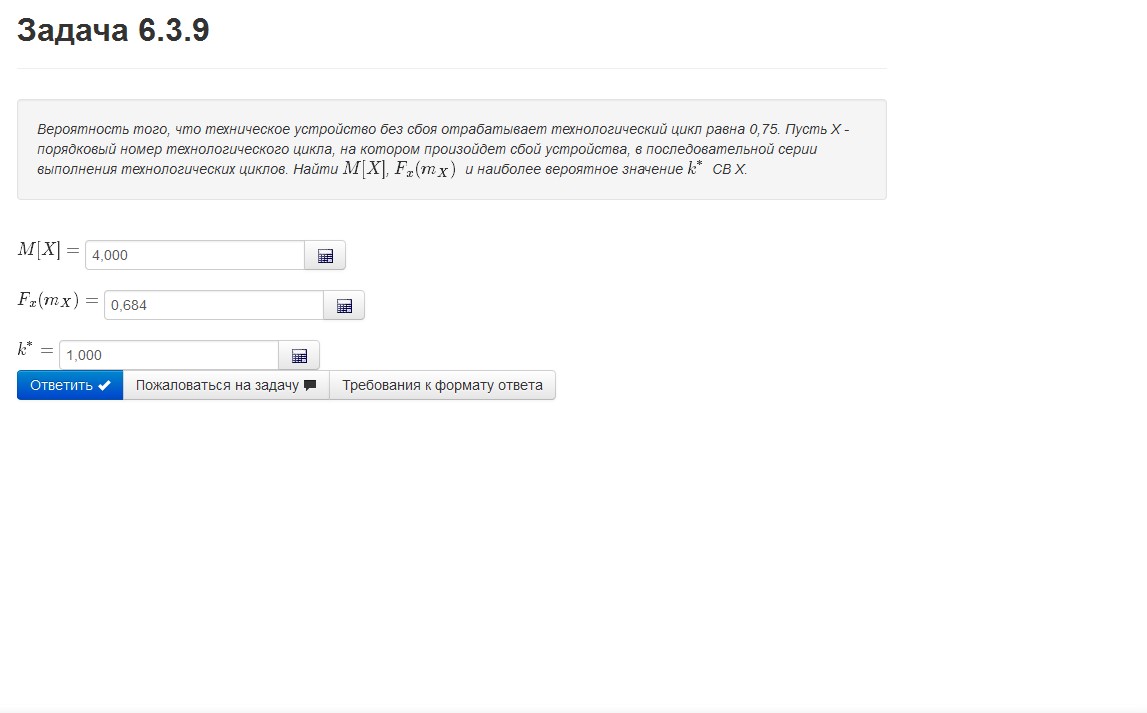 Задача 6.3.9
Вероятность того, что техническое устройство без сбоя отрабатывает технологический цикл равна 0,75. Пусть X -
порядковый номер технологического цикла, на котором произойдет сбой устройства, в последовательной серии
выполнения технологических циклов. Найти M[X], Fₓ(m_X) и наиболее вероятное значение k* СВ X.
M[X] = 4,000
Fₓ(m_X) = 0,684
k* = 1,000
Ответить Пожаловаться на задачу Требования к формату ответа